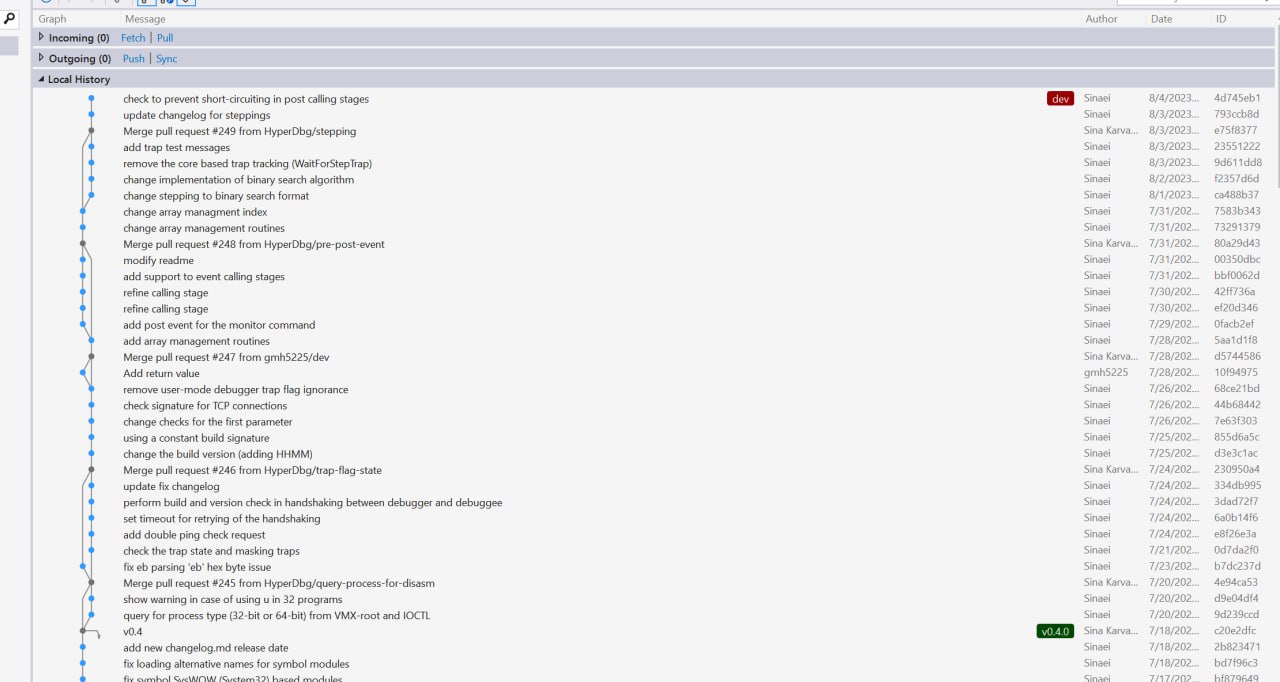 Graph Message Author Date ID
Incoming (0) Fetch | Pull
Outgoing (0) Push | Sync
Local History
check to prevent short-circuiting in post calling stages dev Sinaei 8/4/2023... 4d745eb1
update changelog for steppings Sinaei 8/3/2023... 793ccb8d
Merge pull request #249 from HyperDbg/stepping Sina Karva... 8/3/2023... e75f8377
add trap test messages Sinaei 8/3/2023... 23551222
remove the core based trap tracking (WaitForStepTrap) Sinaei 8/3/2023... 9d611dd8
change implementation of binary search algorithm Sinaei 8/2/2023... f2357d6d
change stepping to binary search format Sinaei 8/1/2023... ca488b37
change array managment index Sinaei 7/31/202... 7583b343
change array management routines Sinaei 7/31/202... 73291379
Merge pull request #248 from HyperDbg/pre-post-event Sina Karva... 7/31/202... 80a29d43
modify readme Sinaei 7/31/202... 00350dbc
add support to event calling stages Sinaei 7/31/202... bbf0062d
refine calling stage Sinaei 7/30/202... 42ff736a
refine calling stage Sinaei 7/30/202... ef20d346
add post event for the monitor command Sinaei 7/29/202... 0facb2ef
add array management routines Sinaei 7/28/202... 5aa1d1f8
Merge pull request #247 from gmh5225/dev Sina Karva... 7/28/202... d5744586
Add return value gmh5225 7/28/202... 10f94975
remove user-mode debugger trap flag ignorance Sinaei 7/26/202... 68ce21bd
check signature for TCP connections Sinaei 7/26/202... 44b68442
change checks for the first parameter Sinaei 7/26/202... 7e63f303
using a constant build signature Sinaei 7/25/202... 855d6a5c
change the build version (adding HHMM) Sinaei 7/25/202... d3e3c1ac
Merge pull request #246 from HyperDbg/trap-flag-state Sina Karva... 7/24/202... 230950a4
update fix changelog Sinaei 7/24/202... 334db995
perform build and version check in handshaking between debugger and debuggee Sinaei 7/24/202... 3dad72f7
set timeout for retrying of the handshaking Sinaei 7/24/202... 6a0b14f6
add double ping check request Sinaei 7/24/202... e8f26e3a
check the trap state and masking traps Sinaei 7/21/202... 0d7da2f0
fix eb parsing 'eb' hex byte issue Sinaei 7/23/202... b7dc237d
Merge pull request #245 from HyperDbg/query-process-for-disasm Sina Karva... 7/20/202... 4e94ca53
show warning in case of using u in 32 programs Sinaei 7/20/202... d9e04df4
query for process type (32-bit or 64-bit) from VMX-root and IOCTL Sinaei 7/20/202... 9d239ccd
v0.4 v0.4.0 Sina Karva... 7/18/202... c20e2dfc
add new changelog.md release date Sinaei 7/18/202... 2b823471
fix loading alternative names for symbol modules Sinaei 7/18/202... bd7f96c3
fix symbol SysWOW (System32) based modules Sinaei 7/17/202... bf879649